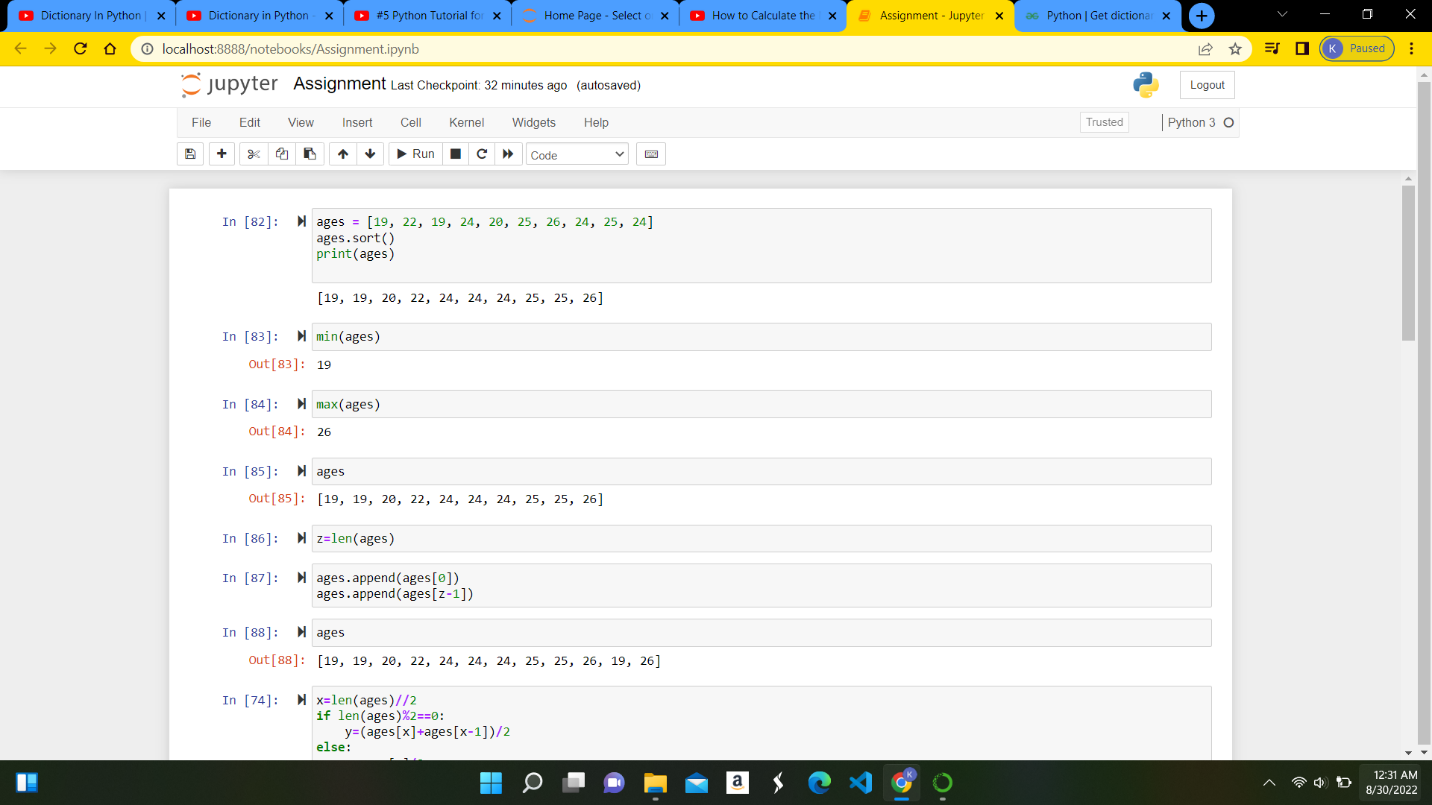 Dictionary In Python |
Dictionary in Python -
#5 Python Tutorial for
Home Page - Select o
How to Calculate the
Assignment - Jupyter
Python | Get dictionar
localhost:8888/notebooks/Assignment.ipynb
K Paused
jupyter Assignment Last Checkpoint: 32 minutes ago (autosaved)
Logout
File Edit View Insert Cell Kernel Widgets Help
Trusted
Python 3
Run
Code
In [82]: ages = [19, 22, 19, 24, 20, 25, 26, 24, 25, 24]
ages.sort()
print(ages)
[19, 19, 20, 22, 24, 24, 24, 25, 25, 26]
In [83]: min(ages)
Out[83]: 19
In [84]: max(ages)
Out[84]: 26
In [85]: ages
Out[85]: [19, 19, 20, 22, 24, 24, 24, 25, 25, 26]
In [86]: z=len(ages)
In [87]: ages.append(ages[0])
ages.append(ages[z-1])
In [88]: ages
Out[88]: [19, 19, 20, 22, 24, 24, 24, 25, 25, 26, 19, 26]
In [74]: x=len(ages)//2
if len(ages)%2==0:
y=(ages[x]+ages[x-1])/2
else:
12:31 AM
8/30/2022